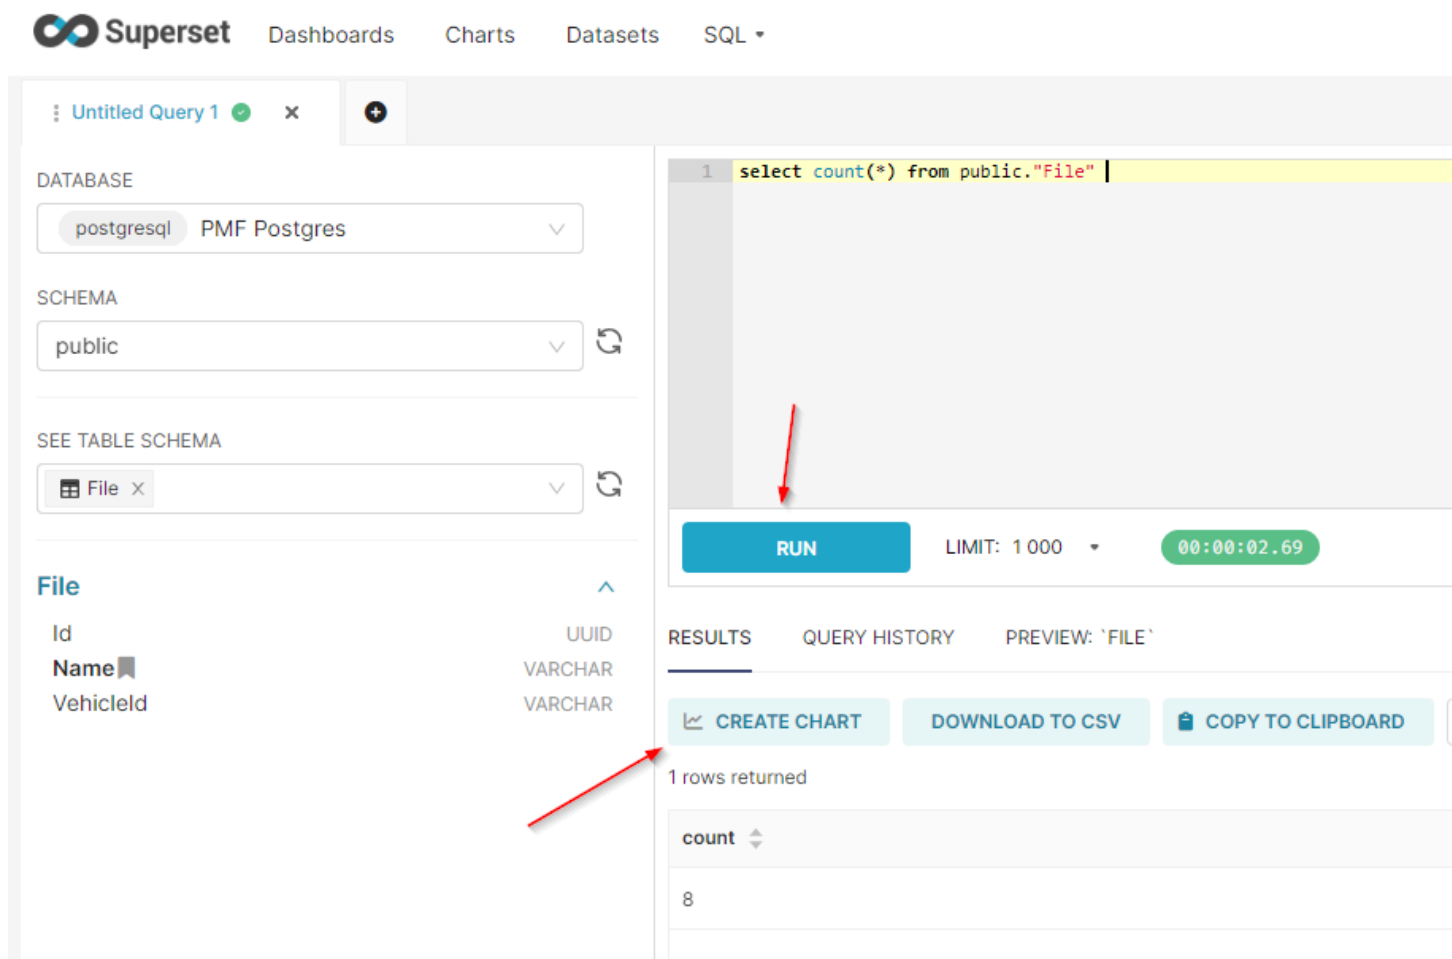 Superset Dashboards Charts Datasets SQL
Untitled Query 1
DATABASE
postgresql PMF Postgres
SCHEMA
public
SEE TABLE SCHEMA
File
File
Id UUID
Name VARCHAR
VehicleId VARCHAR
1 select count(*) from public."File"
RUN LIMIT: 1 000 00:00:02.69
RESULTS QUERY HISTORY PREVIEW: `FILE`
CREATE CHART DOWNLOAD TO CSV COPY TO CLIPBOARD
1 rows returned
count
8